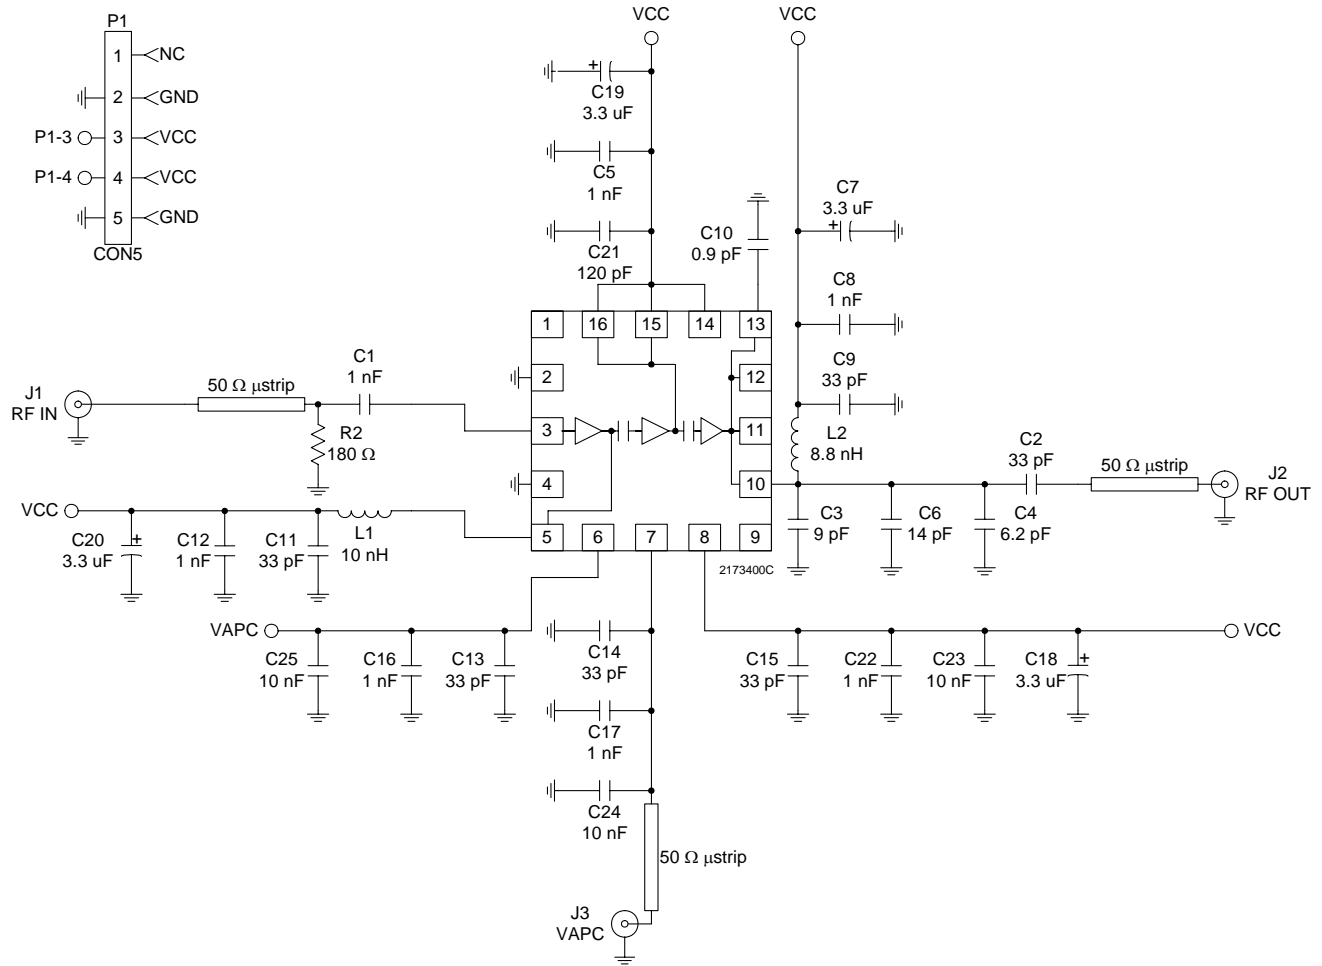 P1
1 NC
2 GND
P1-3 3 VCC
P1-4 4 VCC
5 GND
CON5
VCC
VCC
+
C19
3.3 uF
C5
1 nF
C21
120 pF
C10
0.9 pF
C7
3.3 uF
+
C8
1 nF
C9
33 pF
L2
8.8 nH
1 16 15 14 13
2 12
3 11
4 10
5 6 7 8 9
2173400C
J1
RF IN
50 Ω μstrip
C1
1 nF
R2
180 Ω
C2
33 pF
50 Ω μstrip
J2
RF OUT
VCC
L1
10 nH
C20
3.3 uF
+
C12
1 nF
C11
33 pF
C3
9 pF
C6
14 pF
C4
6.2 pF
VAPC
C25
10 nF
C16
1 nF
C13
33 pF
C14
33 pF
C17
1 nF
C24
10 nF
VCC
C15
33 pF
C22
1 nF
C23
10 nF
C18
3.3 uF
+
50 Ω μstrip
J3
VAPC